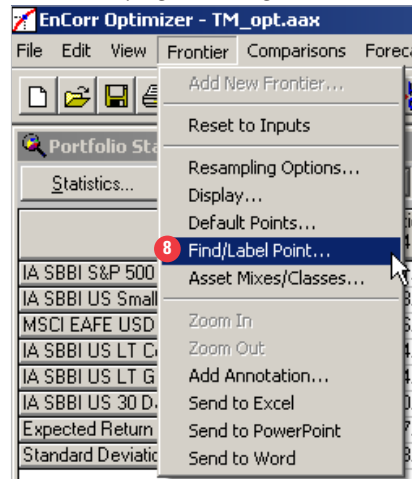 EnCorr Optimizer - TM_opt.aax
File Edit View Frontier Comparisons Forec
Add New Frontier...
Reset to Inputs
Portfolio Sta
Statistics...
Resampling Options...
Display...
Default Points...
8 Find/Label Point...
Asset Mixes/Classes...
IA SBBI S&P 500
IA SBBI US Small
MSCI EAFE USD
Zoom In
IA SBBI US LT C
Zoom Out
IA SBBI US LT G
Add Annotation...
IA SBBI US 30 D
Send to Excel
Expected Return
Send to PowerPoint
Standard Deviatio
Send to Word